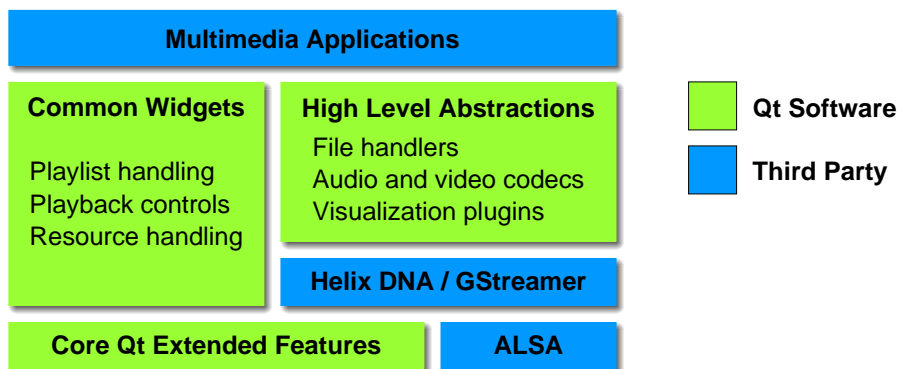 Multimedia Applications
Common Widgets
Playlist handling
Playback controls
Resource handling
High Level Abstractions
File handlers
Audio and video codecs
Visualization plugins
Helix DNA / GStreamer
Core Qt Extended Features
ALSA
Qt Software
Third Party